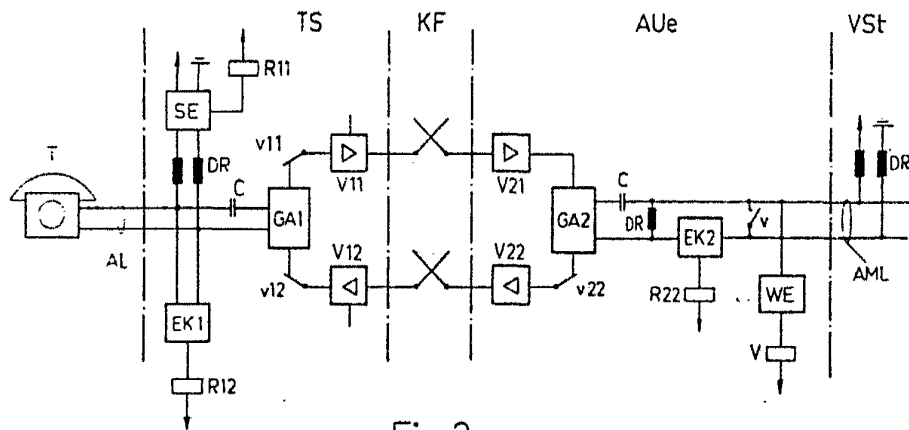 TS KF AUe VSt
R11
SE
T
DR
v11
V11
V21
C
GA1
GA2
C
DR
DR
v
EK2
AL
V12
V22
v12
v22
AML
EK1
R22
WE
R12
V
Fig. 2